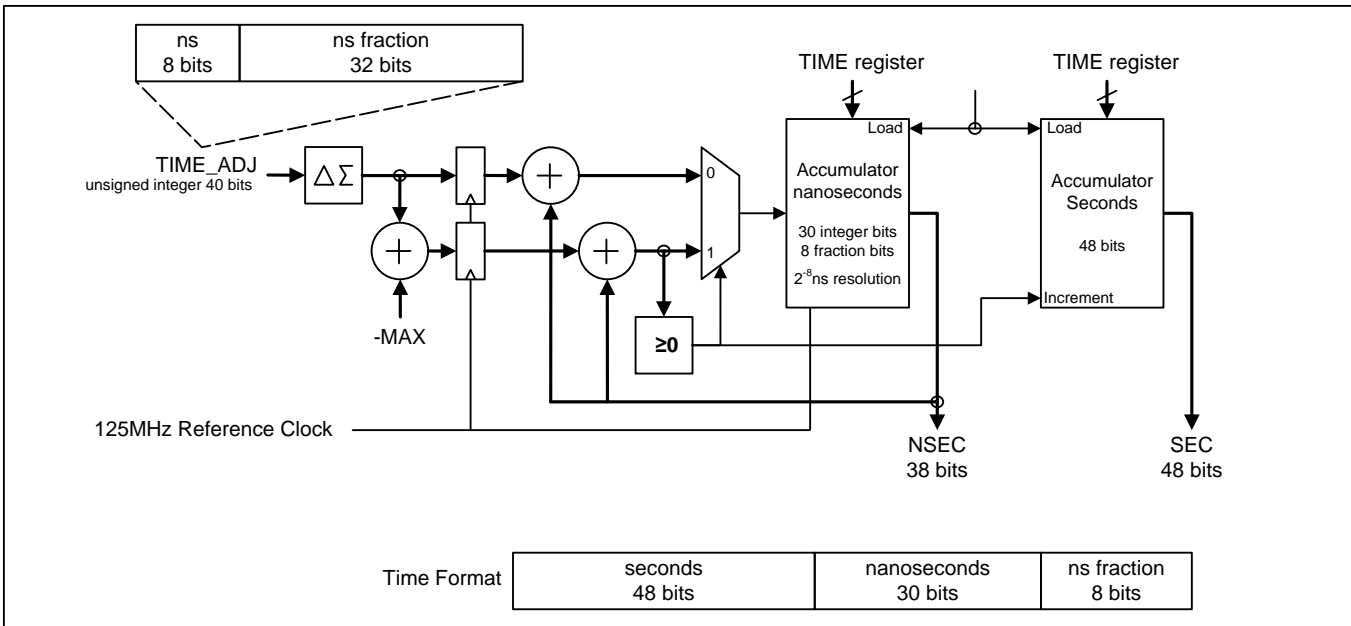 ns
8 bits
ns fraction
32 bits
TIME register
TIME register
TIME_ADJ
unsigned integer 40 bits
ΔΣ
+
+
+
-MAX
0
1
≥0
Load
Accumulator
nanoseconds
30 integer bits
8 fraction bits
2-8ns resolution
Load
Accumulator
Seconds
48 bits
Increment
125MHz Reference Clock
NSEC
38 bits
SEC
48 bits
Time Format
seconds
48 bits
nanoseconds
30 bits
ns fraction
8 bits